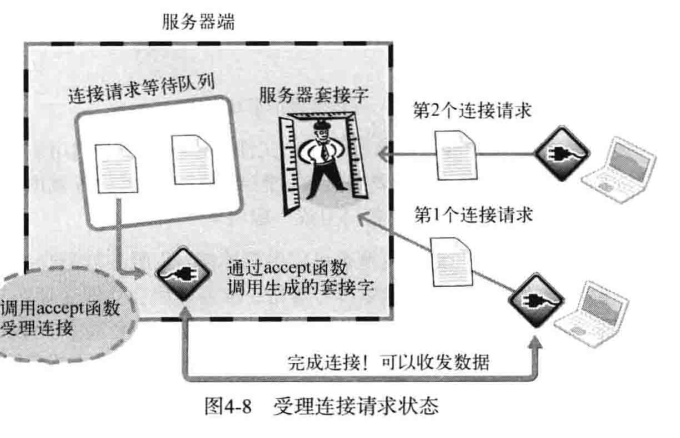 服务器端
连接请求等待队列
服务器套接字
第2个连接请求
第1个连接请求
通过accept函数
调用生成的套接字
调用accept函数
受理连接
完成连接！可以收发数据
图4-8 受理连接请求状态